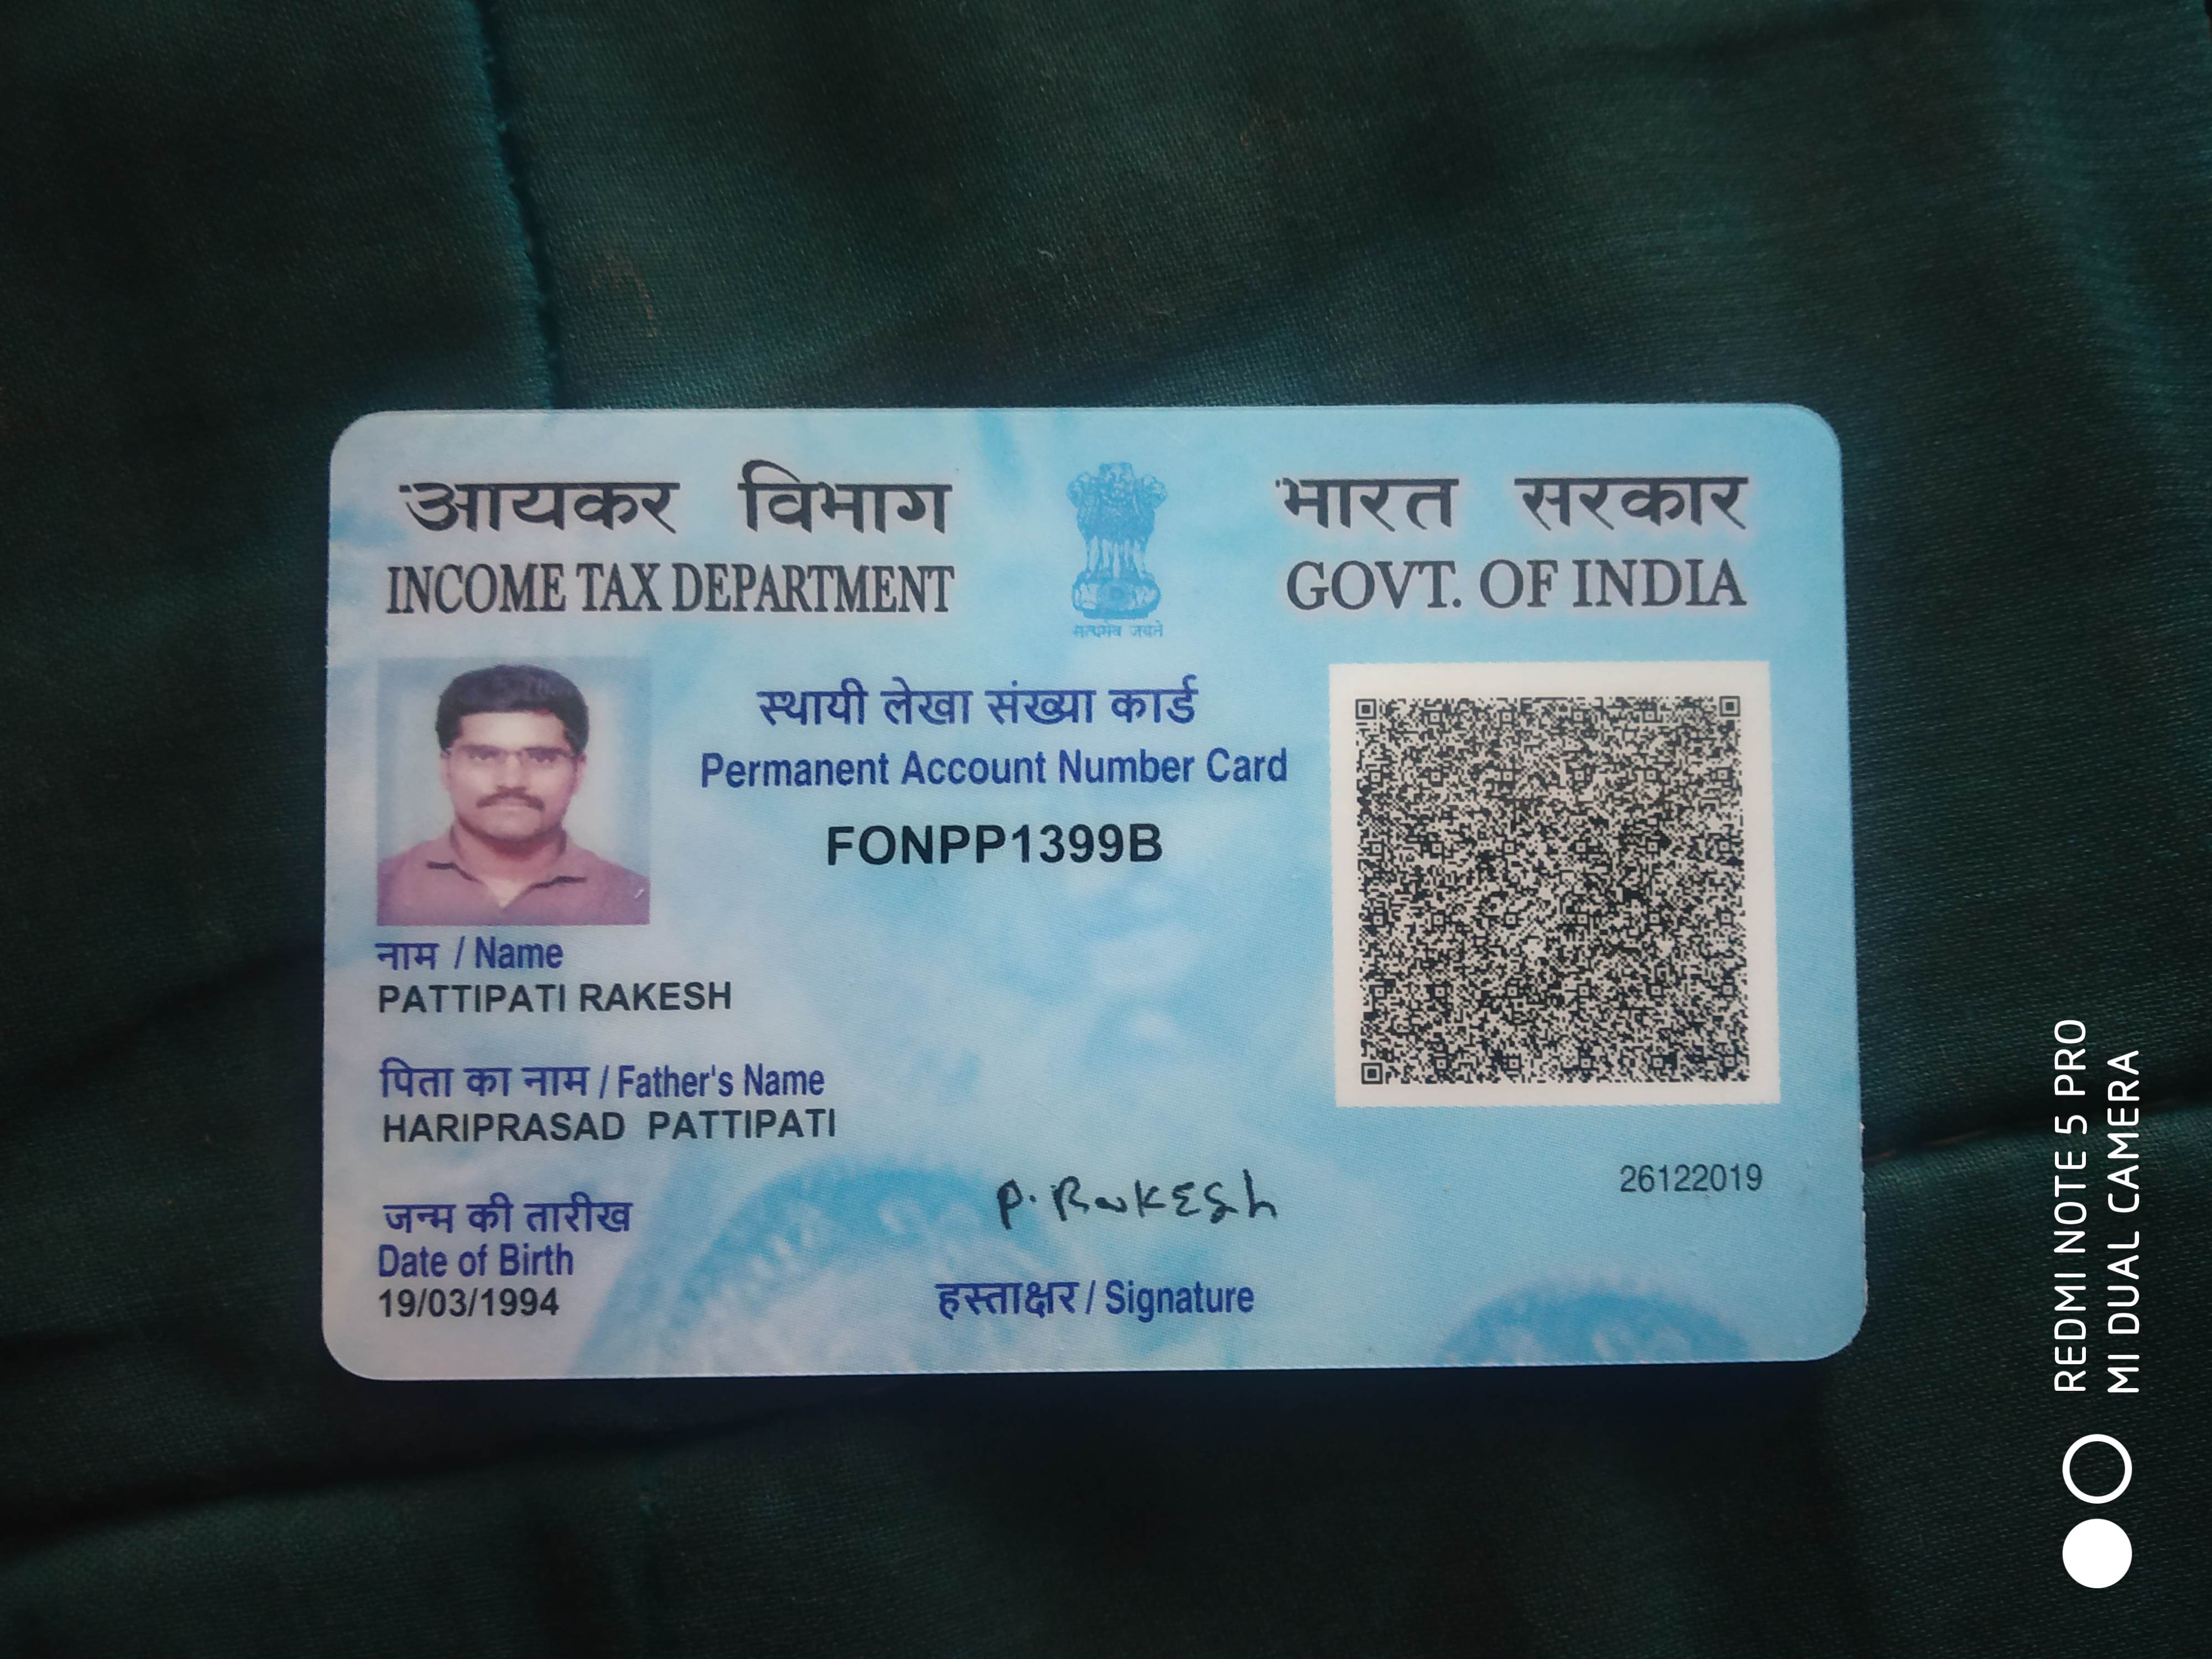 आयकर विभाग
INCOME TAX DEPARTMENT
सत्यमेव जयते
भारत सरकार
GOVT. OF INDIA
स्थायी लेखा संख्या कार्ड
Permanent Account Number Card
FONPP1399B
नाम / Name
PATTIPATI RAKESH
पिता का नाम / Father's Name
HARIPRASAD PATTIPATI
जन्म की तारीख
Date of Birth
19/03/1994
P. Rakesh
हस्ताक्षर / Signature
26122019
REDMI NOTE 5 PRO
MI DUAL CAMERA